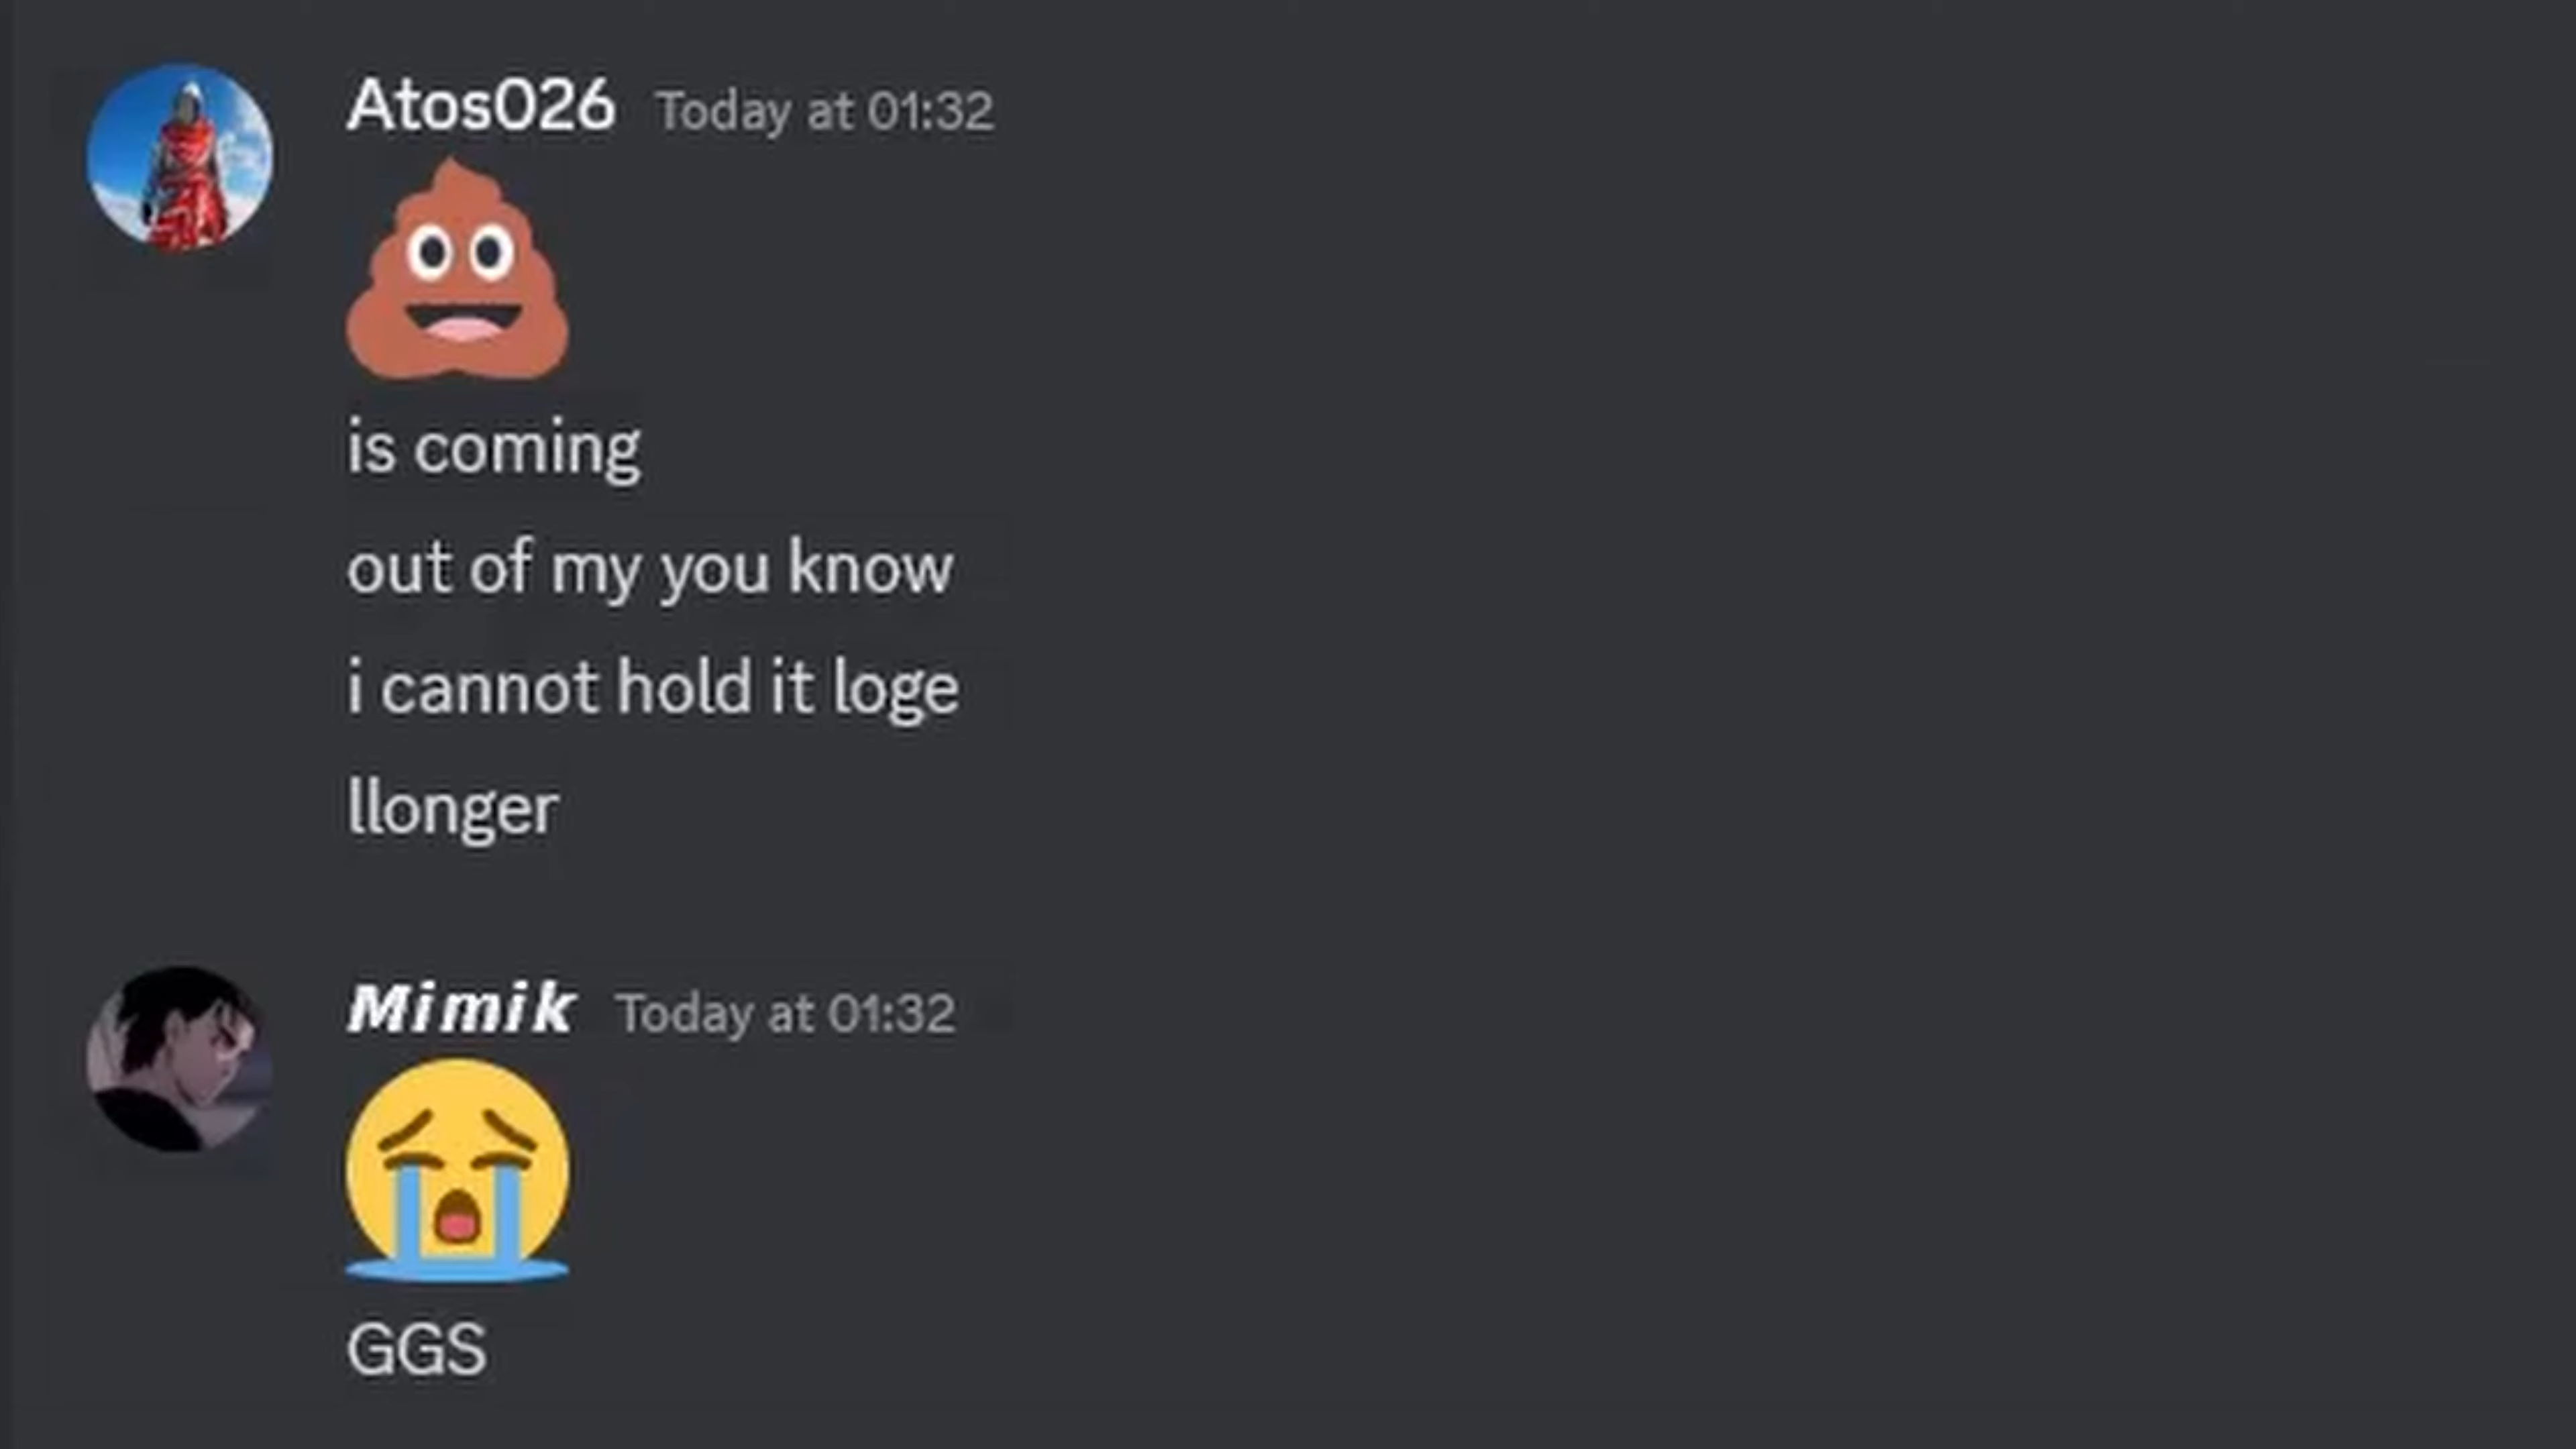 Atos026 Today at 01:32
💩
is coming
out of my you know
i cannot hold it loge
llonger
Mimik Today at 01:32
😭
GGS